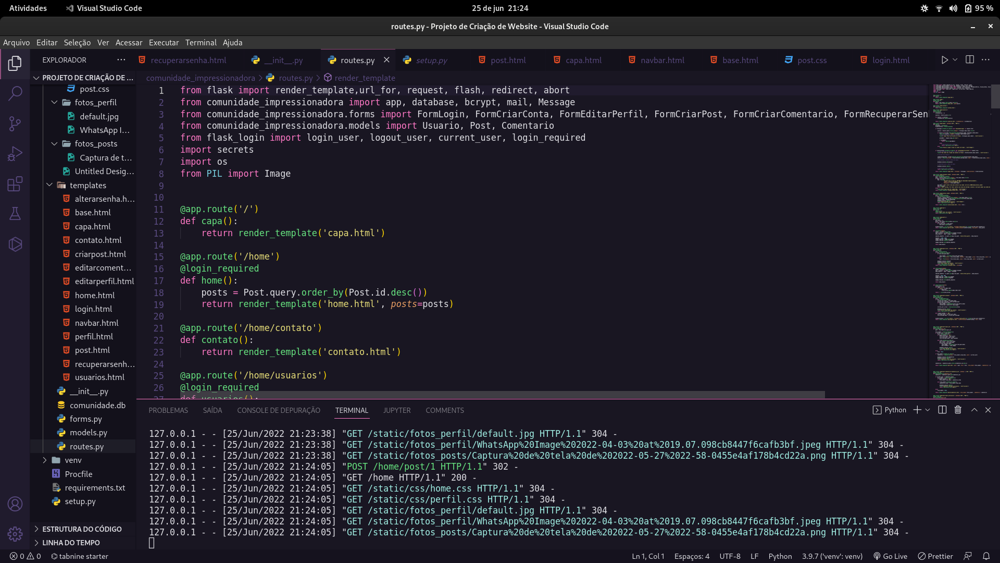 Atividades
Visual Studio Code
25 de jun 21:24
95 %
routes.py - Projeto de Criação de Website - Visual Studio Code
Arquivo Editar Seleção Ver Acessar Executar Terminal Ajuda
EXPLORADOR
recuperarsenha.html
__init__.py
routes.py
setup.py
post.html
capa.html
navbar.html
base.html
post.css
login.html
PROJETO DE CRIAÇÃO DE ...
comunidade_impressionadora > routes.py > render_template
post.css
fotos_perfil
default.jpg
WhatsApp I...
fotos_posts
Captura de t...
Untitled Design...
templates
alterarsenha.h...
base.html
capa.html
contato.html
criarpost.html
editarcoment...
editarperfil.html
home.html
login.html
navbar.html
perfil.html
post.html
recuperarsenh...
usuarios.html
__init__.py
comunidade.db
forms.py
models.py
routes.py
venv
Procfile
requirements.txt
setup.py
ESTRUTURA DO CÓDIGO
LINHA DO TEMPO
1 from flask import render_template,url_for, request, flash, redirect, abort
2 from comunidade_impressionadora import app, database, bcrypt, mail, Message
3 from comunidade_impressionadora.forms import FormLogin, FormCriarConta, FormEditarPerfil, FormCriarPost, FormCriarComentario, FormRecuperarSen
4 from comunidade_impressionadora.models import Usuario, Post, Comentario
5 from flask_login import login_user, logout_user, current_user, login_required
6 import secrets
7 import os
8 from PIL import Image
9
10
11 @app.route('/')
12 def capa():
13 return render_template('capa.html')
14
15 @app.route('/home')
16 @login_required
17 def home():
18 posts = Post.query.order_by(Post.id.desc())
19 return render_template('home.html', posts=posts)
20
21 @app.route('/home/contato')
22 def contato():
23 return render_template('contato.html')
24
25 @app.route('/home/usuarios')
26 @login_required
27 def usuarios():
PROBLEMAS SAÍDA CONSOLE DE DEPURAÇÃO TERMINAL JUPYTER COMMENTS
Python
127.0.0.1 - - [25/Jun/2022 21:23:38] "GET /static/fotos_perfil/default.jpg HTTP/1.1" 304 -
127.0.0.1 - - [25/Jun/2022 21:23:38] "GET /static/fotos_perfil/WhatsApp%20Image%202022-04-03%20at%2019.07.098cb8447f6cafb3bf.jpeg HTTP/1.1" 304 -
127.0.0.1 - - [25/Jun/2022 21:23:38] "GET /static/fotos_posts/Captura%20de%20tela%20de%202022-05-27%2022-58-0455e4af178b4cd22a.png HTTP/1.1" 304 -
127.0.0.1 - - [25/Jun/2022 21:24:05] "POST /home/post/1 HTTP/1.1" 302 -
127.0.0.1 - - [25/Jun/2022 21:24:05] "GET /home HTTP/1.1" 200 -
127.0.0.1 - - [25/Jun/2022 21:24:05] "GET /static/css/home.css HTTP/1.1" 304 -
127.0.0.1 - - [25/Jun/2022 21:24:05] "GET /static/css/perfil.css HTTP/1.1" 304 -
127.0.0.1 - - [25/Jun/2022 21:24:05] "GET /static/fotos_perfil/default.jpg HTTP/1.1" 304 -
127.0.0.1 - - [25/Jun/2022 21:24:05] "GET /static/fotos_perfil/WhatsApp%20Image%202022-04-03%20at%2019.07.098cb8447f6cafb3bf.jpeg HTTP/1.1" 304 -
127.0.0.1 - - [25/Jun/2022 21:24:05] "GET /static/fotos_posts/Captura%20de%20tela%20de%202022-05-27%2022-58-0455e4af178b4cd22a.png HTTP/1.1" 304 -
0 0 tabnine starter
Ln 1, Col 1 Espaços: 4 UTF-8 LF Python 3.9.7 ('venv': venv) Go Live Prettier